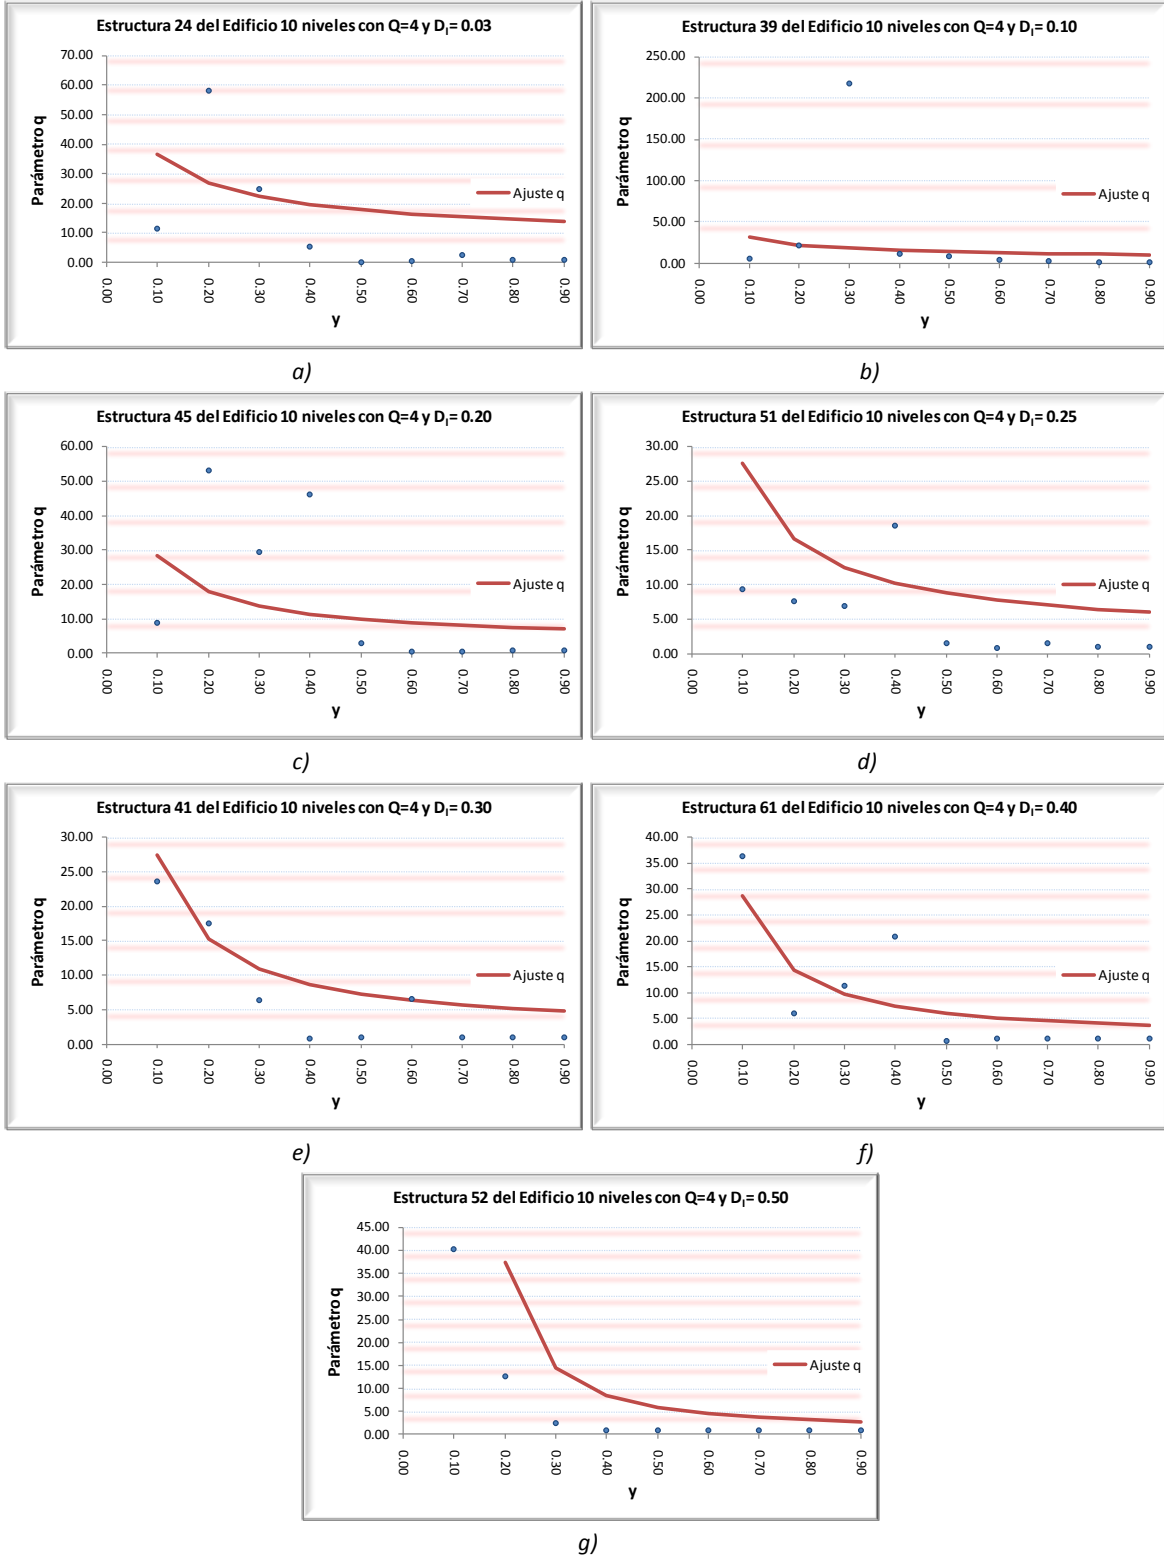 Estructura 24 del Edificio 10 niveles con Q=4 y D_I = 0.03
Parámetro q
70.00
60.00
50.00
40.00
30.00
20.00
10.00
0.00
0.00 0.10 0.20 0.30 0.40 0.50 0.60 0.70 0.80 0.90
y
Ajuste q
a)
Estructura 39 del Edificio 10 niveles con Q=4 y D_I = 0.10
Parámetro q
250.00
200.00
150.00
100.00
50.00
0.00
0.00 0.10 0.20 0.30 0.40 0.50 0.60 0.70 0.80 0.90
y
Ajuste q
b)
Estructura 45 del Edificio 10 niveles con Q=4 y D_I = 0.20
Parámetro q
60.00
50.00
40.00
30.00
20.00
10.00
0.00
0.00 0.10 0.20 0.30 0.40 0.50 0.60 0.70 0.80 0.90
y
Ajuste q
c)
Estructura 51 del Edificio 10 niveles con Q=4 y D_I = 0.25
Parámetro q
30.00
25.00
20.00
15.00
10.00
5.00
0.00
0.00 0.10 0.20 0.30 0.40 0.50 0.60 0.70 0.80 0.90
y
Ajuste q
d)
Estructura 41 del Edificio 10 niveles con Q=4 y D_I = 0.30
Parámetro q
30.00
25.00
20.00
15.00
10.00
5.00
0.00
0.00 0.10 0.20 0.30 0.40 0.50 0.60 0.70 0.80 0.90
y
Ajuste q
e)
Estructura 61 del Edificio 10 niveles con Q=4 y D_I = 0.40
Parámetro q
40.00
35.00
30.00
25.00
20.00
15.00
10.00
5.00
0.00
0.00 0.10 0.20 0.30 0.40 0.50 0.60 0.70 0.80 0.90
y
Ajuste q
f)
Estructura 52 del Edificio 10 niveles con Q=4 y D_I = 0.50
Parámetro q
45.00
40.00
35.00
30.00
25.00
20.00
15.00
10.00
5.00
0.00
0.00 0.10 0.20 0.30 0.40 0.50 0.60 0.70 0.80 0.90
y
Ajuste q
g)